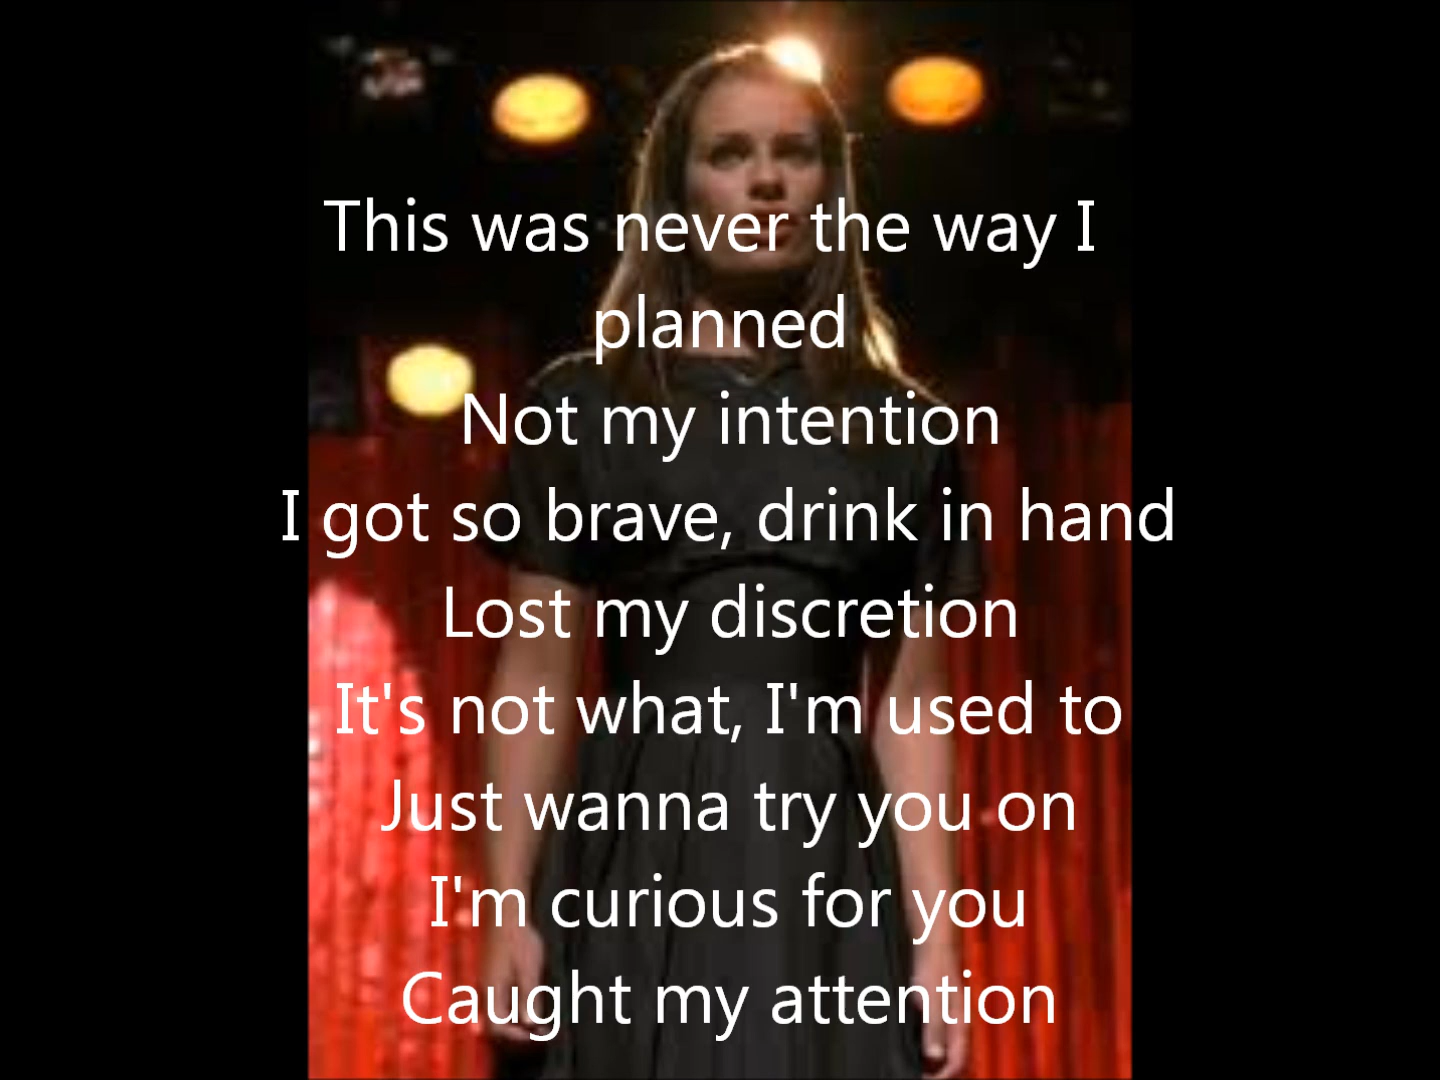 This was never the way I
planned
Not my intention
I got so brave, drink in hand
Lost my discretion
It's not what, I'm used to
Just wanna try you on
I'm curious for you
Caught my attention